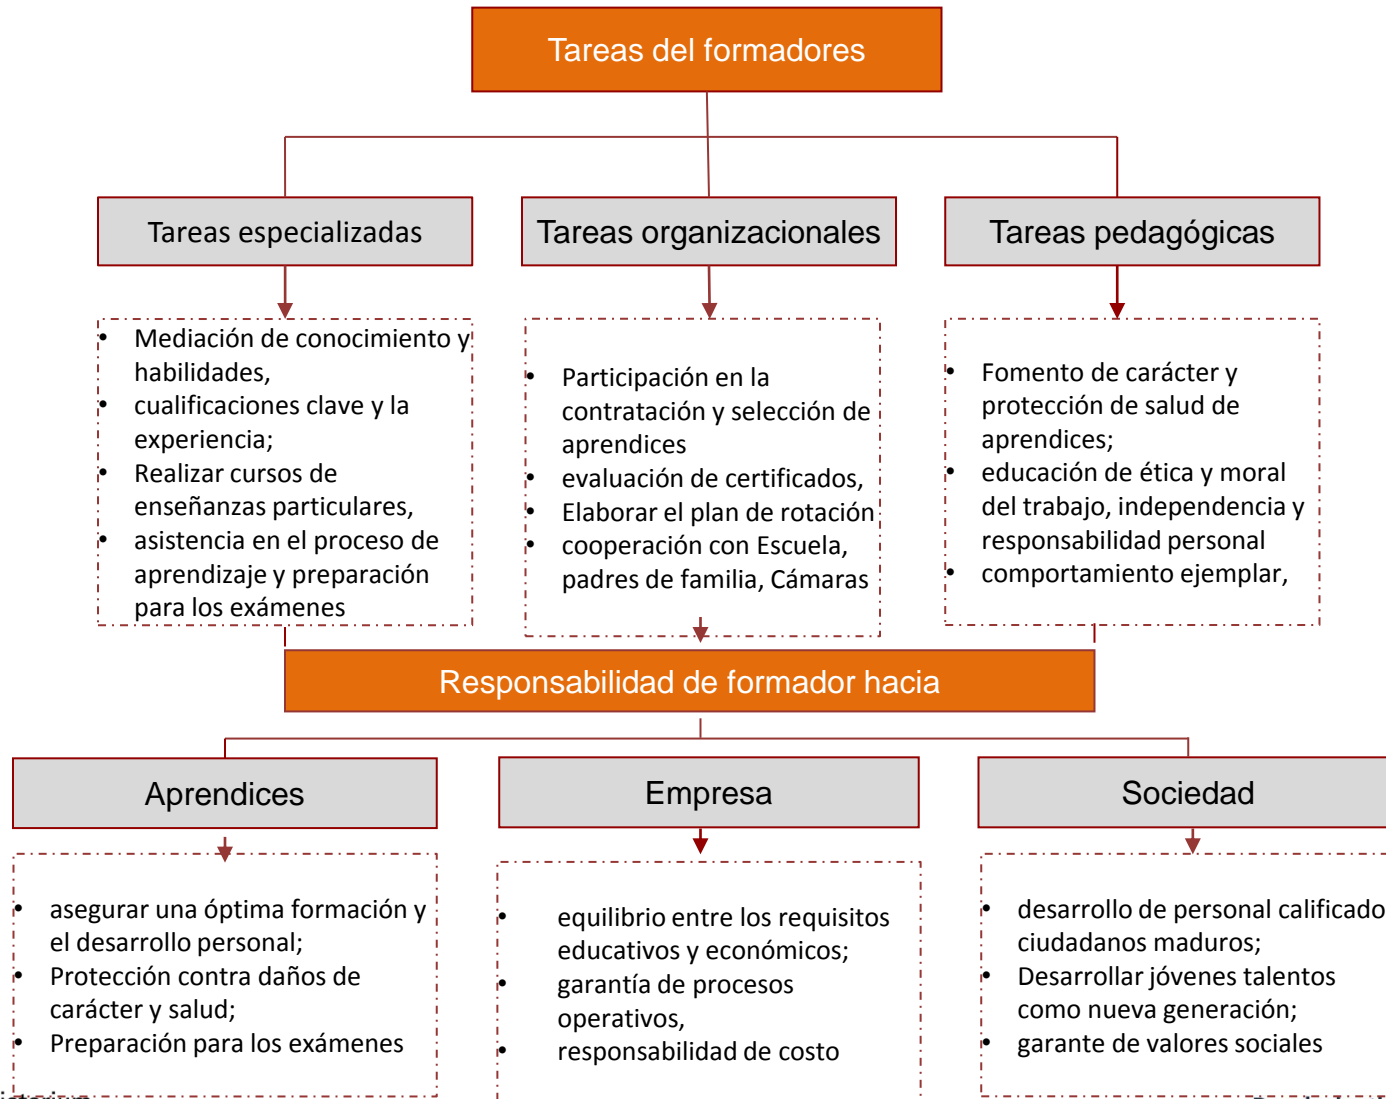 Tareas del formadores
Tareas especializadas
Tareas organizacionales
Tareas pedagógicas
• Mediación de conocimiento y
habilidades,
• cualificaciones clave y la
experiencia;
• Realizar cursos de
enseñanzas particulares,
• asistencia en el proceso de
aprendizaje y preparación
para los exámenes
• Participación en la
contratación y selección de
aprendices
• evaluación de certificados,
• Elaborar el plan de rotación
• cooperación con Escuela,
padres de familia, Cámaras
• Fomento de carácter y
protección de salud de
aprendices;
• educación de ética y moral
del trabajo, independencia y
responsabilidad personal
• comportamiento ejemplar,
Responsabilidad de formador hacia
Aprendices
Empresa
Sociedad
• asegurar una óptima formación y
el desarrollo personal;
• Protección contra daños de
carácter y salud;
• Preparación para los exámenes
• equilibrio entre los requisitos
educativos y económicos;
• garantía de procesos
operativos,
• responsabilidad de costo
• desarrollo de personal calificado
ciudadanos maduros;
• Desarrollar jóvenes talentos
como nueva generación;
• garante de valores sociales